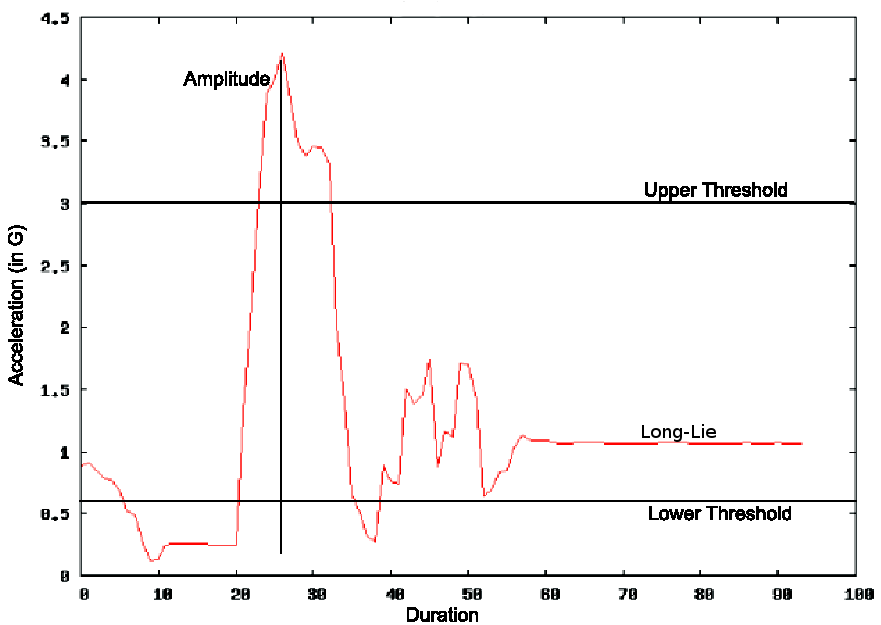 4.5
Amplitude
4
3.5
Upper Threshold
3
2.5
Acceleration (in G)
2
1.5
Long-Lie
1
Lower Threshold
0.5
0
0 10 20 30 40 50 60 70 80 90 100
Duration